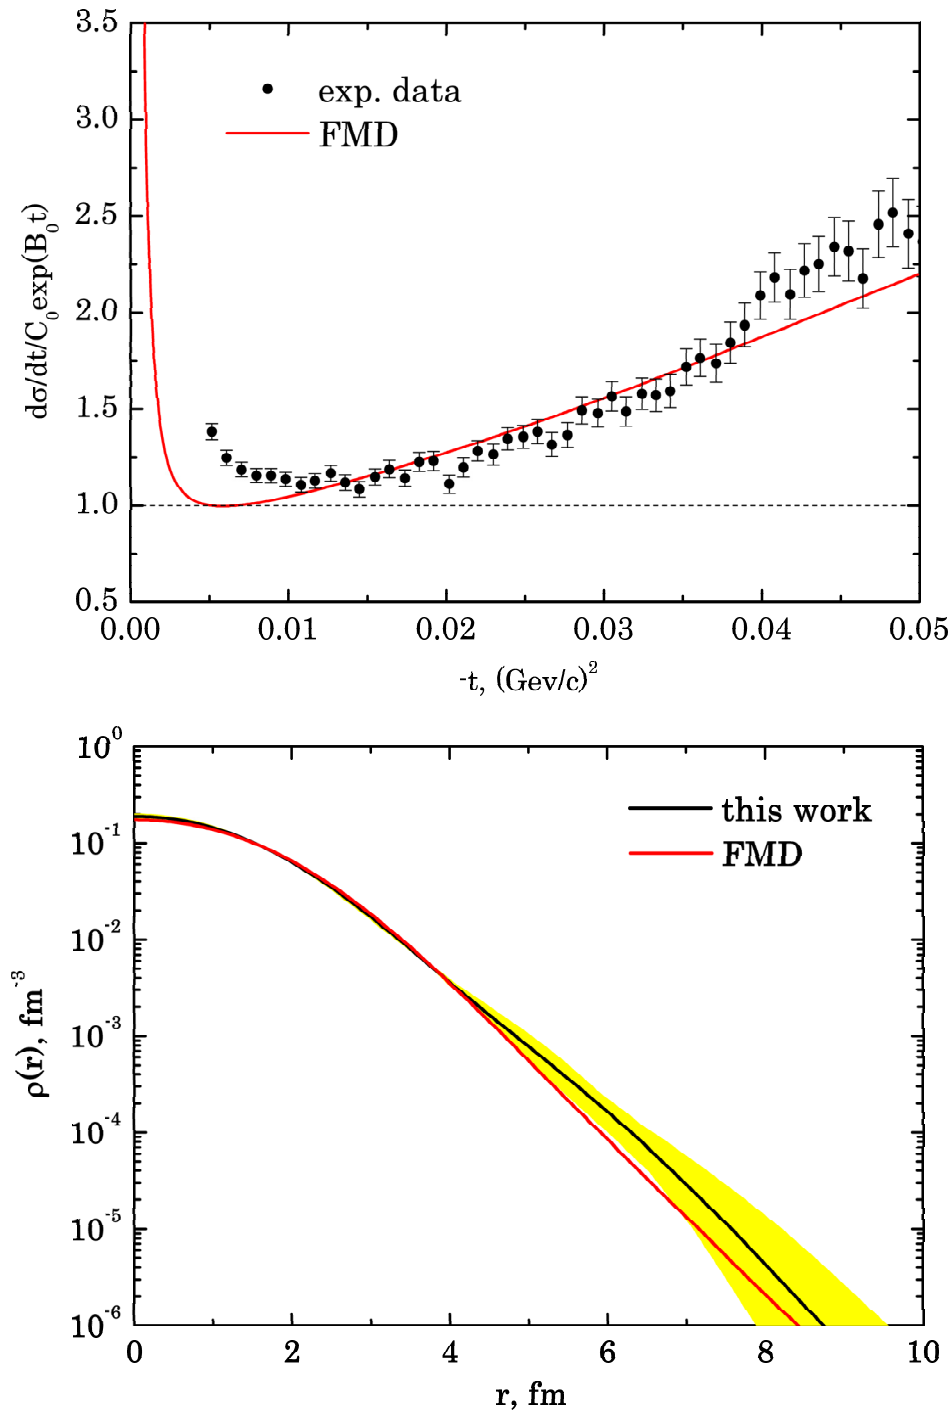 3.5
3.0
2.5
2.0
1.5
1.0
0.5
dσ/dt/C₀exp(B₀t)
exp. data
FMD
0.00 0.01 0.02 0.03 0.04 0.05
-t, (Gev/c)²
10⁰
10⁻¹
10⁻²
10⁻³
10⁻⁴
10⁻⁵
10⁻⁶
ρ(r), fm⁻³
this work
FMD
0 2 4 6 8 10
r, fm